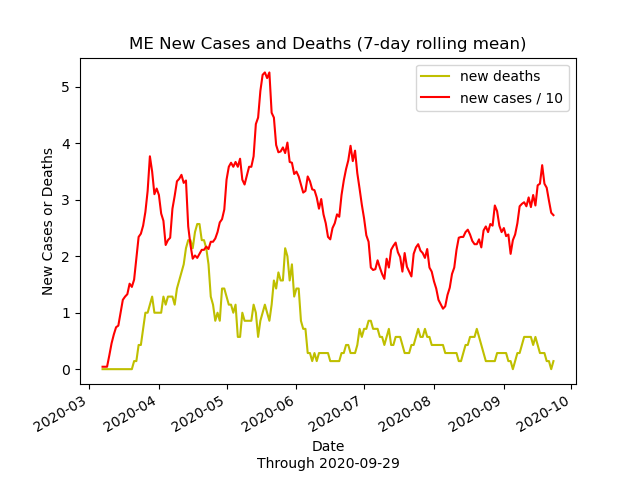 ME New Cases and Deaths (7-day rolling mean)
new deaths
new cases / 10
New Cases or Deaths
5
4
3
2
1
0
2020-03
2020-04
2020-05
2020-06
2020-07
2020-08
2020-09
2020-10
Date
Through 2020-09-29